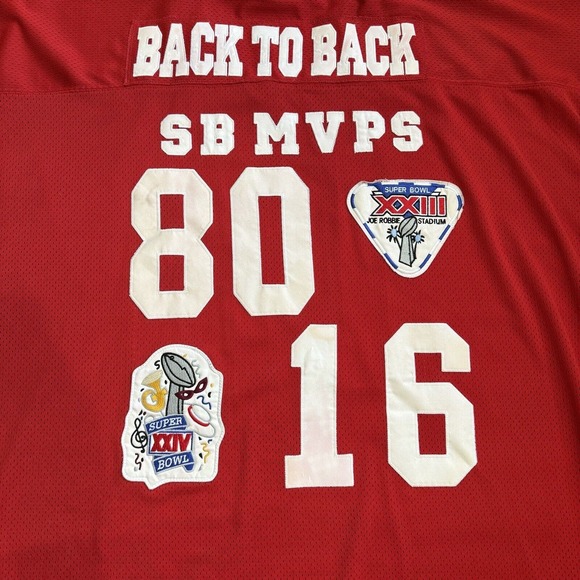 BACK TO BACK
SB MVPS
80
SUPER BOWL
XXIII
JOE ROBBIE STADIUM
16
SUPER
XXIV
BOWL